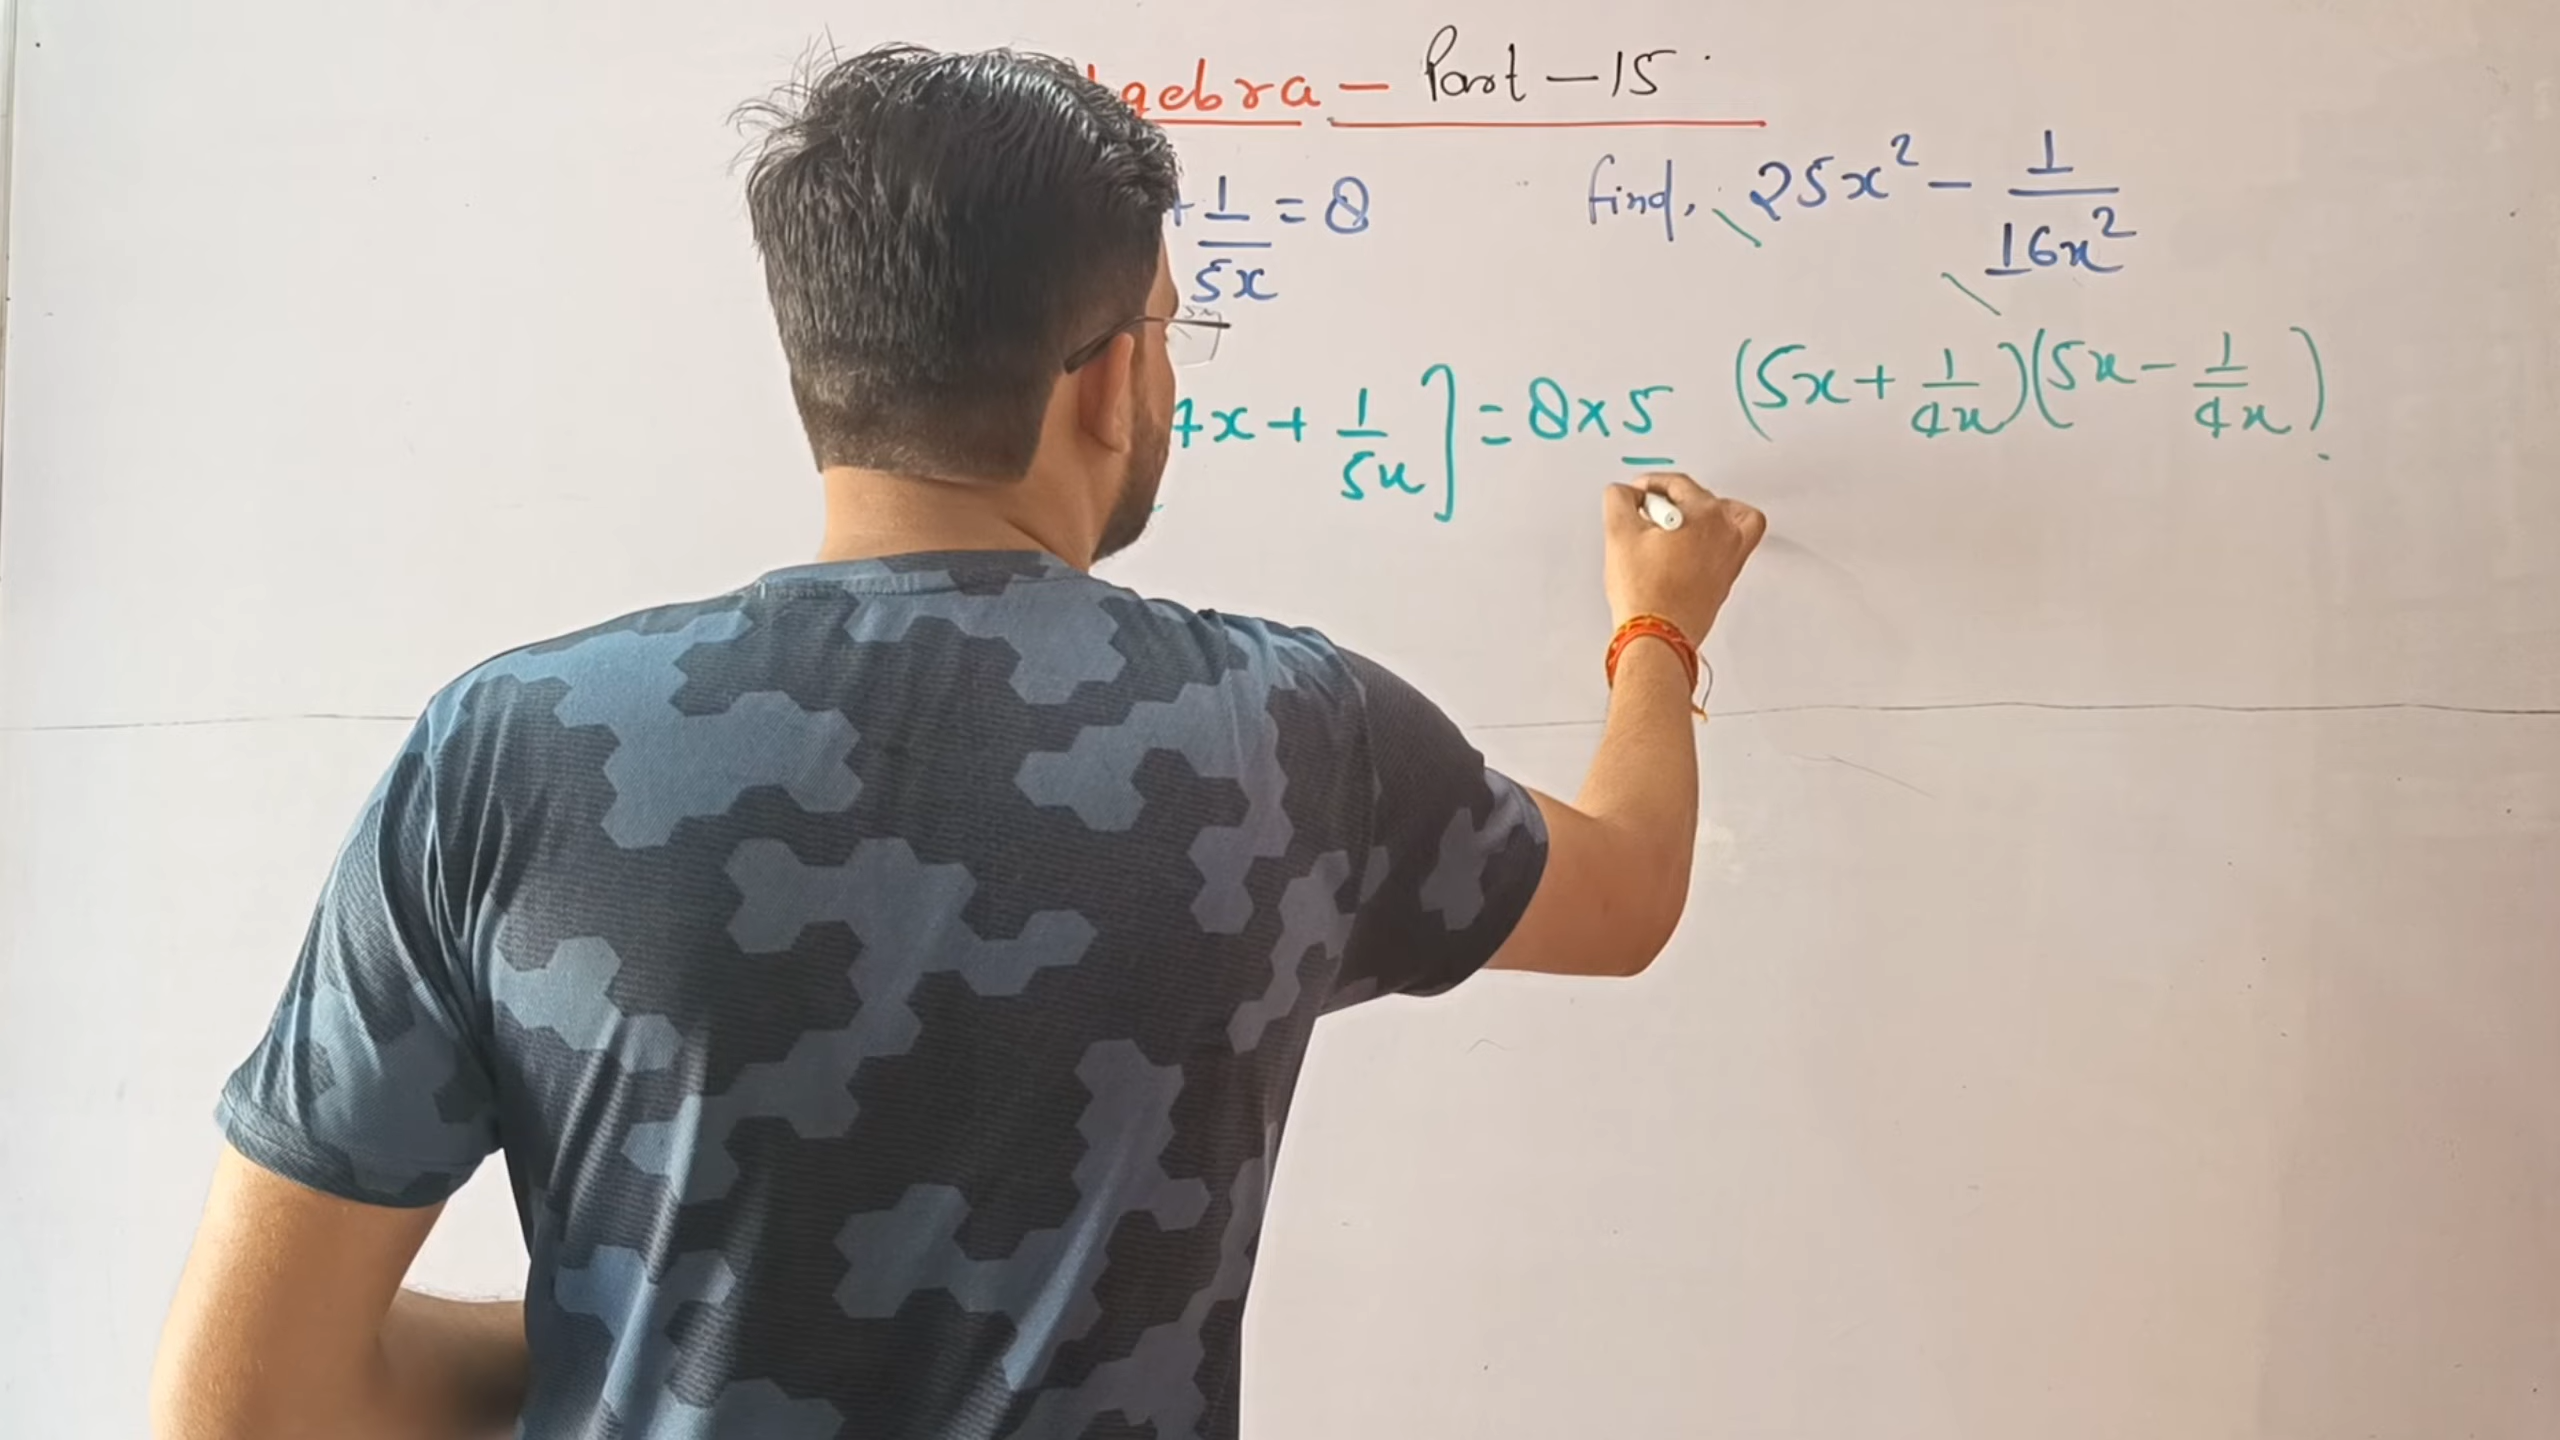 gebra - Part - 15
+ 1/5x = 8 find, 25x² - 1/16x²
4x + 1/5x ] = 8 × 5 (5x + 1/4x)(5x - 1/4x)